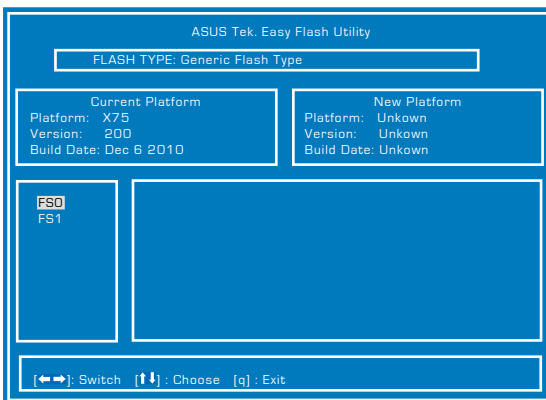 ASUS Tek. Easy Flash Utility
FLASH TYPE: Generic Flash Type
Current Platform
Platform: X75
Version: 200
Build Date: Dec 6 2010
New Platform
Platform: Unkown
Version: Unkown
Build Date: Unkown
FS0
FS1
[←→]: Switch [↑↓] : Choose [q] : Exit